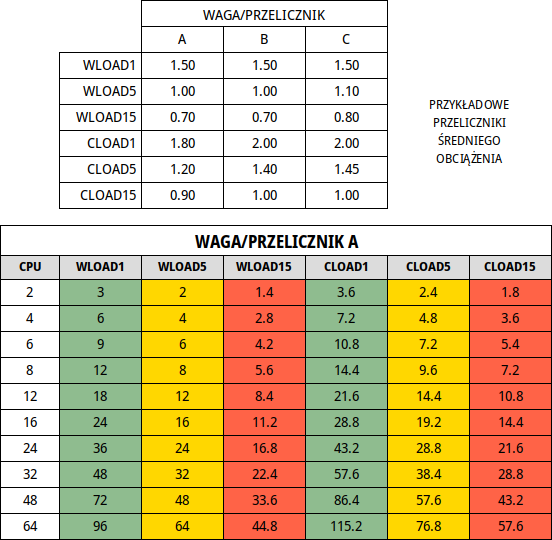 WAGA/PRZELICZNIK
A B C
WLOAD1 1.50 1.50 1.50
WLOAD5 1.00 1.00 1.10
WLOAD15 0.70 0.70 0.80
CLOAD1 1.80 2.00 2.00
CLOAD5 1.20 1.40 1.45
CLOAD15 0.90 1.00 1.00
PRZYKŁADOWE
PRZELICZNIKI
ŚREDNIEGO
OBCIĄŻENIA
WAGA/PRZELICZNIK A
CPU WLOAD1 WLOAD5 WLOAD15 CLOAD1 CLOAD5 CLOAD15
2 3 2 1.4 3.6 2.4 1.8
4 6 4 2.8 7.2 4.8 3.6
6 9 6 4.2 10.8 7.2 5.4
8 12 8 5.6 14.4 9.6 7.2
12 18 12 8.4 21.6 14.4 10.8
16 24 16 11.2 28.8 19.2 14.4
24 36 24 16.8 43.2 28.8 21.6
32 48 32 22.4 57.6 38.4 28.8
48 72 48 33.6 86.4 57.6 43.2
64 96 64 44.8 115.2 76.8 57.6